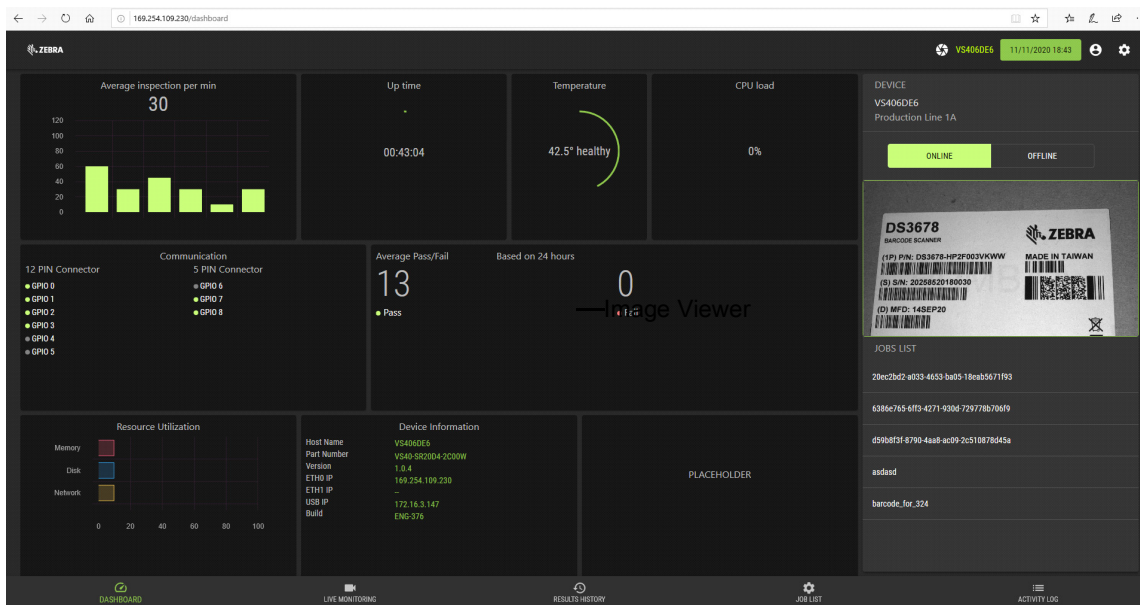 169.254.109.230/dashboard
ZEBRA
VS406DE6
11/11/2020 18:43
Average inspection per min
30
120
100
80
60
40
20
0
Up time
00:43:04
Temperature
42.5° healthy
CPU load
0%
DEVICE
VS406DE6
Production Line 1A
ONLINE
OFFLINE
DS3678
BARCODE SCANNER
ZEBRA
(1P) P/N: DS3678-HP2F003VKWW
MADE IN TAIWAN
(S) S/N: 20258520180030
(D) MFD: 14SEP20
Communication
12 PIN Connector
GPIO 0
GPIO 1
GPIO 2
GPIO 3
GPIO 4
GPIO 5
5 PIN Connector
GPIO 6
GPIO 7
GPIO 8
Average Pass/Fail
Based on 24 hours
13
Pass
0
Fail
Image Viewer
JOBS LIST
20ec2bd2-a033-4653-ba05-18eab5671f93
6386e765-6ff3-4271-930d-729778b706f9
d59b8f3f-8790-4aa8-ac09-2c510878d45a
asdasd
barcode_for_324
Resource Utilization
Memory
Disk
Network
0 20 40 60 80 100
Device Information
Host Name VS406DE6
Part Number VS40-SR20D4-2C00W
Version 1.0.4
ETH0 IP 169.254.109.230
ETH1 IP --
USB IP 172.16.3.147
Build ENG-376
PLACEHOLDER
DASHBOARD
LIVE MONITORING
RESULTS HISTORY
JOB LIST
ACTIVITY LOG